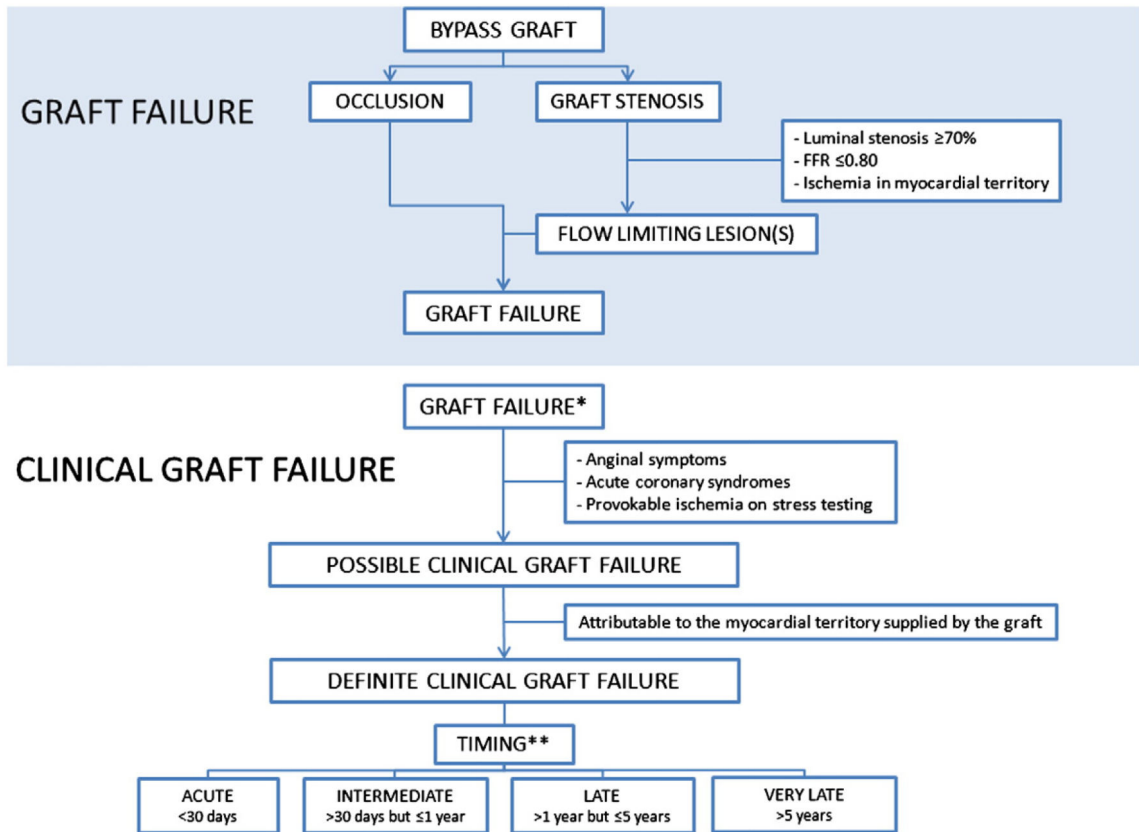 BYPASS GRAFT
GRAFT FAILURE
OCCLUSION
GRAFT STENOSIS
- Luminal stenosis ≥70%
- FFR ≤0.80
- Ischemia in myocardial territory
FLOW LIMITING LESION(S)
GRAFT FAILURE
GRAFT FAILURE*
CLINICAL GRAFT FAILURE
- Anginal symptoms
- Acute coronary syndromes
- Provokable ischemia on stress testing
POSSIBLE CLINICAL GRAFT FAILURE
Attributable to the myocardial territory supplied by the graft
DEFINITE CLINICAL GRAFT FAILURE
TIMING**
ACUTE
<30 days
INTERMEDIATE
>30 days but ≤1 year
LATE
>1 year but ≤5 years
VERY LATE
>5 years